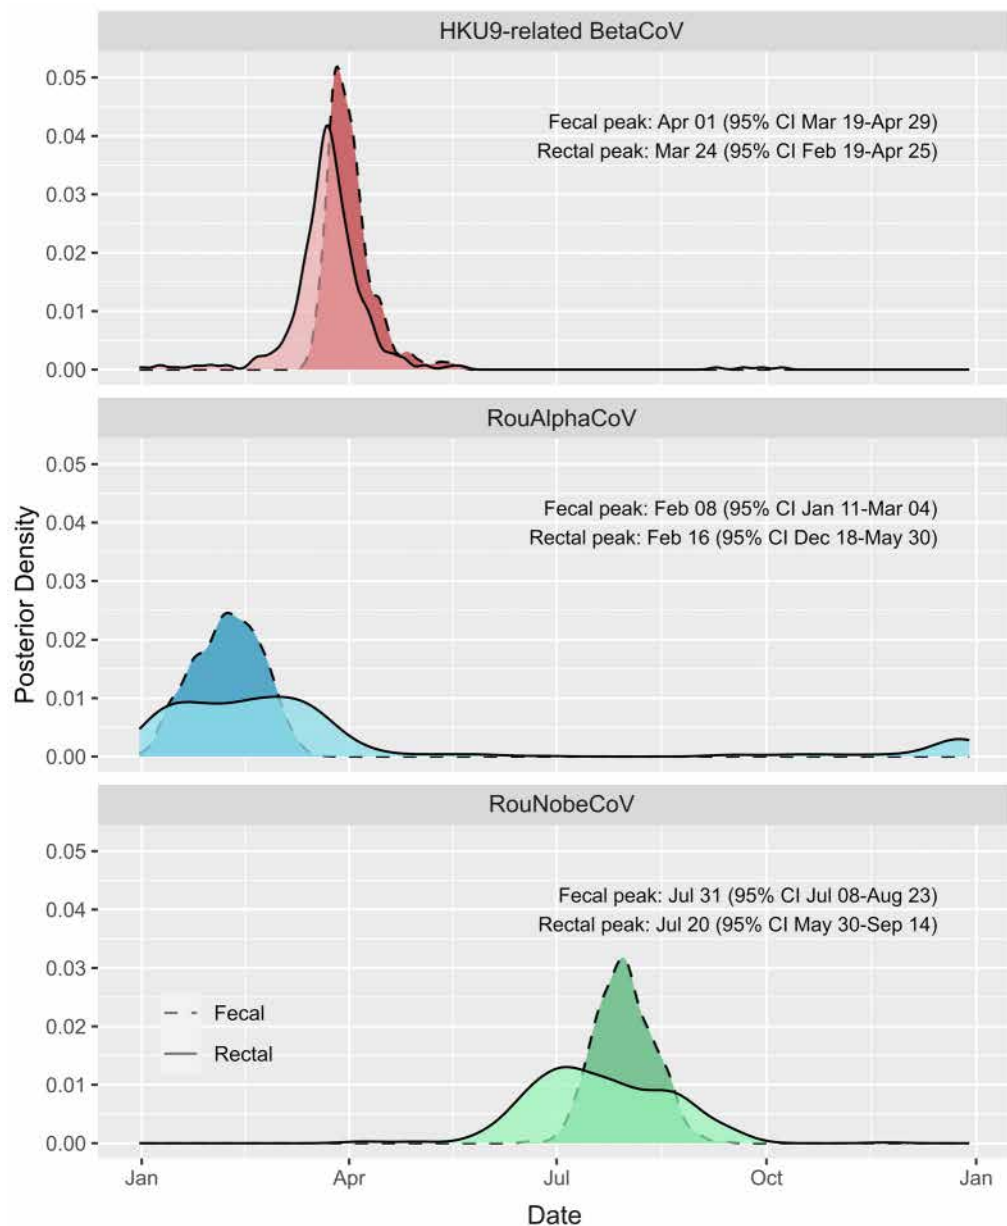 HKU9-related BetaCoV
0.05
0.04
0.03
0.02
0.01
0.00
Fecal peak: Apr 01 (95% CI Mar 19-Apr 29)
Rectal peak: Mar 24 (95% CI Feb 19-Apr 25)
RouAlphaCoV
0.05
0.04
0.03
0.02
0.01
0.00
Fecal peak: Feb 08 (95% CI Jan 11-Mar 04)
Rectal peak: Feb 16 (95% CI Dec 18-May 30)
Posterior Density
RouNobeCoV
0.05
0.04
0.03
0.02
0.01
0.00
Fecal peak: Jul 31 (95% CI Jul 08-Aug 23)
Rectal peak: Jul 20 (95% CI May 30-Sep 14)
Fecal
Rectal
Jan Apr Jul Oct Jan
Date